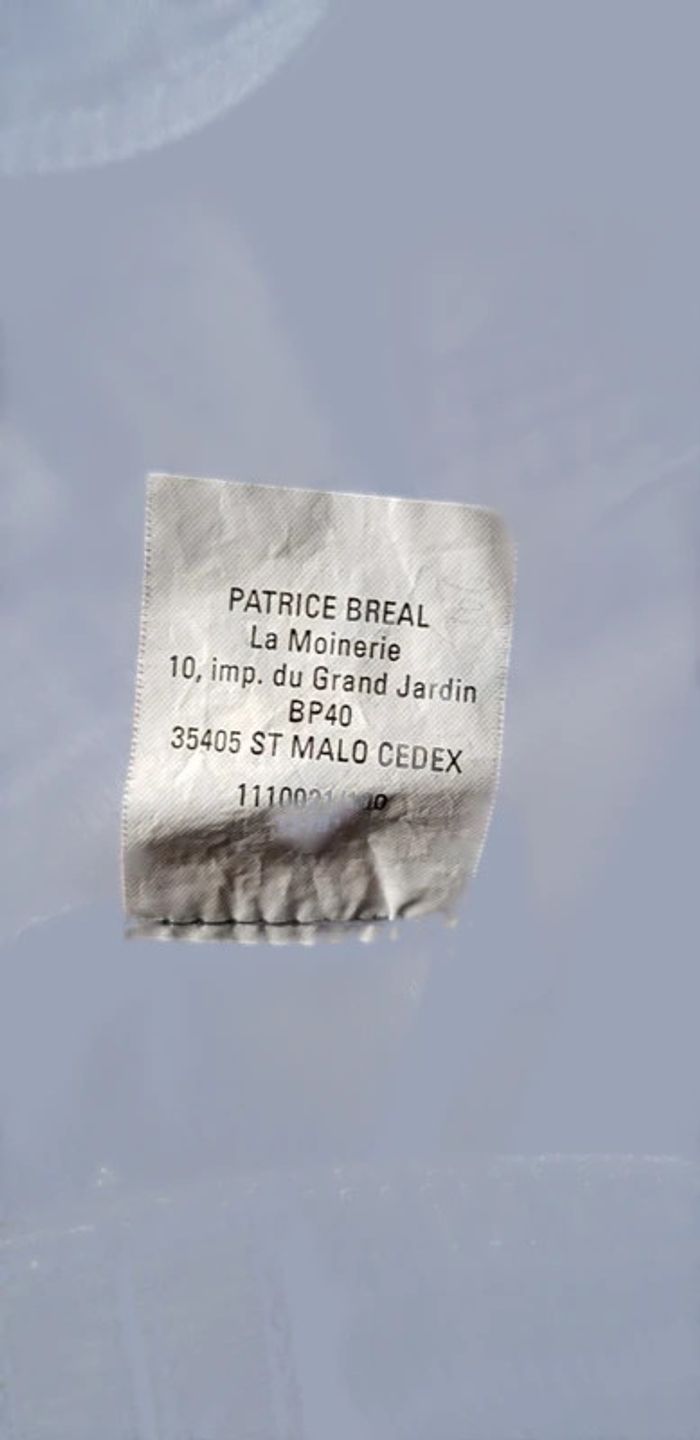 PATRICE BREAL
La Moinerie
10, imp. du Grand Jardin
BP40
35405 ST MALO CEDEX